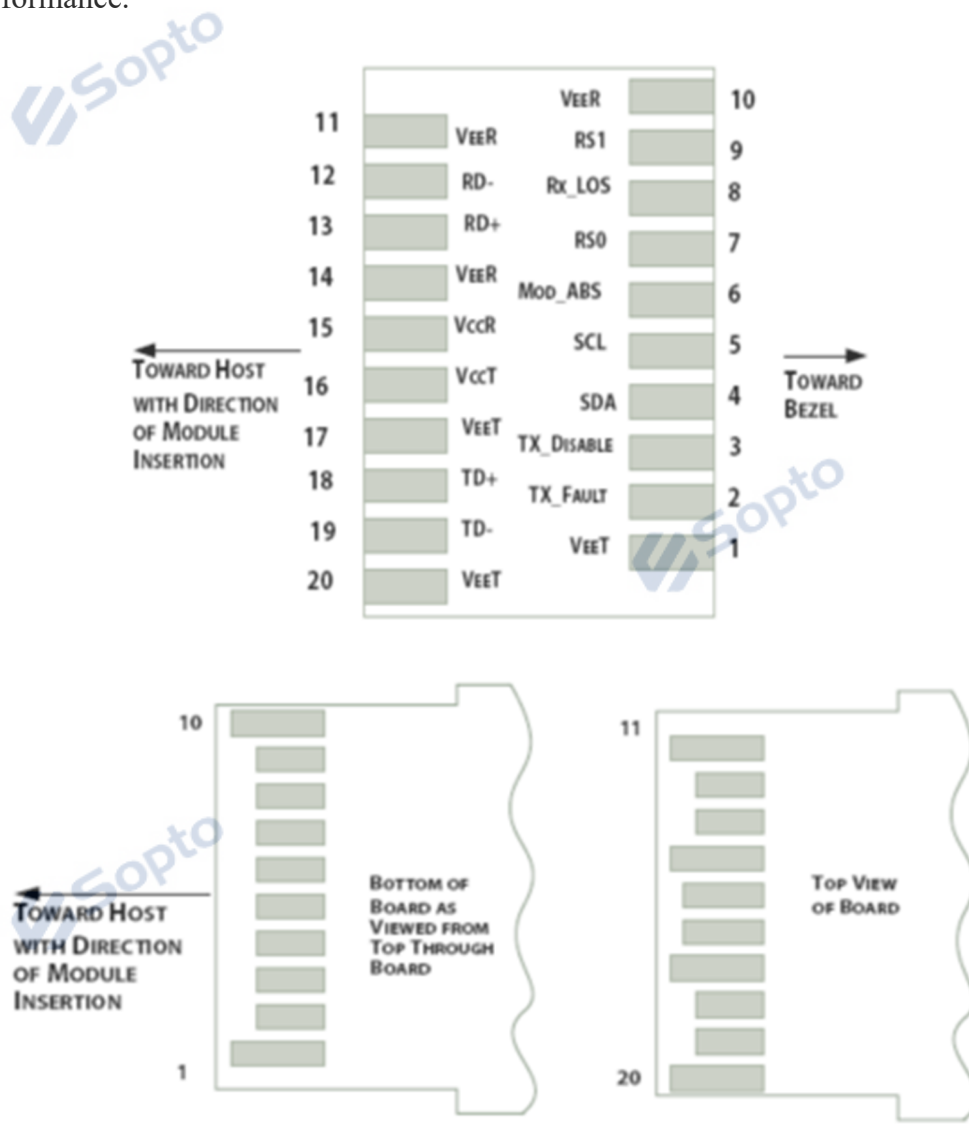 formance.
Sopto
VEER 10
11 VEER
RS1 9
12 RD-
Rx_LOS 8
13 RD+
RS0 7
14 VEER
MOD_ABS 6
15 VCCR
SCL 5
TOWARD HOST
WITH DIRECTION
OF MODULE
INSERTION
16 VCCT
TOWARD
BEZEL
SDA 4
17 VEET
TX_DISABLE 3
18 TD+
TX_FAULT 2
Sopto
19 TD-
VEET 1
20 VEET
10
11
BOTTOM OF
BOARD AS
VIEWED FROM
TOP THROUGH
BOARD
TOP VIEW
OF BOARD
Sopto
TOWARD HOST
WITH DIRECTION
OF MODULE
INSERTION
1
20